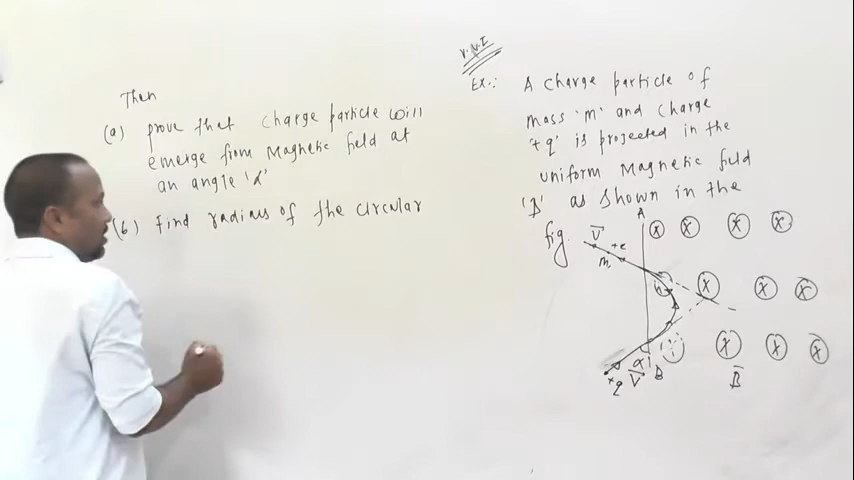 V.V.I
Ex.: A charge particle of
mass 'm' and charge
'+q' is projected in the
uniform Magnetic field
'B' as shown in the
fig.
A
V
+e
m,
x x x x
x x x
x x x
α
+q
V
B
B
Then
(a) prove that charge particle will
emerge from Magnetic field at
an angle 'α'
(b) Find radius of the circular